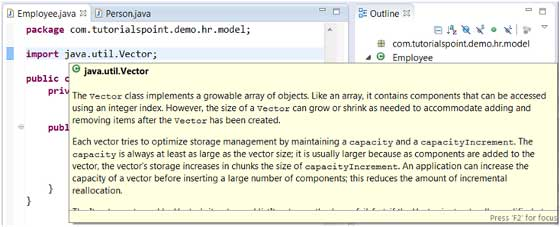 Employee.java
Person.java
Outline
package com.tutorialspoint.demo.hr.model;
com.tutorialspoint.demo.hr.model
import java.util.Vector;
Employee
java.util.Vector
public c
priv
publ
}
}
The Vector class implements a growable array of objects. Like an array, it contains components that can be accessed
using an integer index. However, the size of a Vector can grow or shrink as needed to accommodate adding and
removing items after the Vector has been created.
Each vector tries to optimize storage management by maintaining a capacity and a capacityIncrement. The
capacity is always at least as large as the vector size; it is usually larger because as components are added to the
vector, the vector's storage increases in chunks the size of capacityIncrement. An application can increase the
capacity of a vector before inserting a large number of components; this reduces the amount of incremental
reallocation.
Press 'F2' for focus